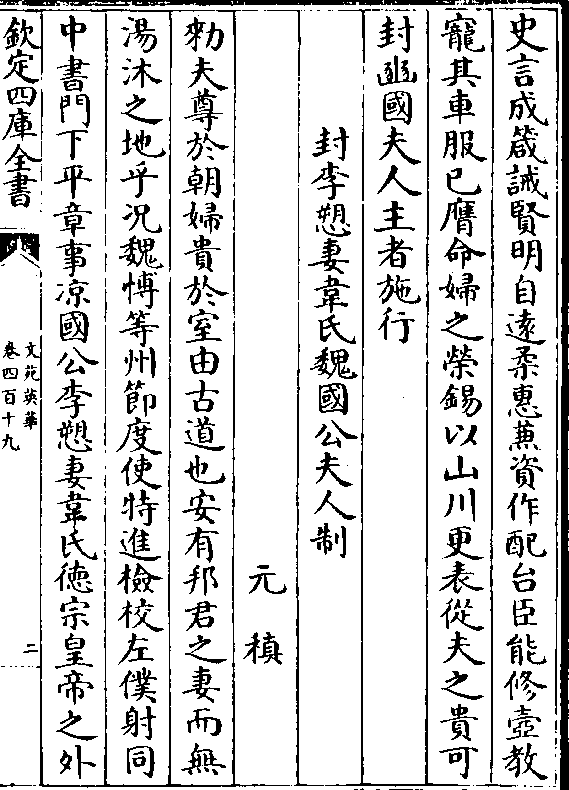 史言成箴誡賢明自遠柔惠兼資作配台臣能修壼教
寵其車服已膺命婦之榮錫以山川更表從夫之貴可
封豳國夫人主者施行
封李愬妻韋氏魏國公夫人制
元稹
勑夫尊於朝婦貴於室由古道也安有邦君之妻而無
湯沐之地乎况魏愽等州節度使特進檢校左僕射同
中書門下平章事凉國公李愬妻韋氏德宗皇帝之外
欽定四庫全書
文苑英華
卷四百十九
二